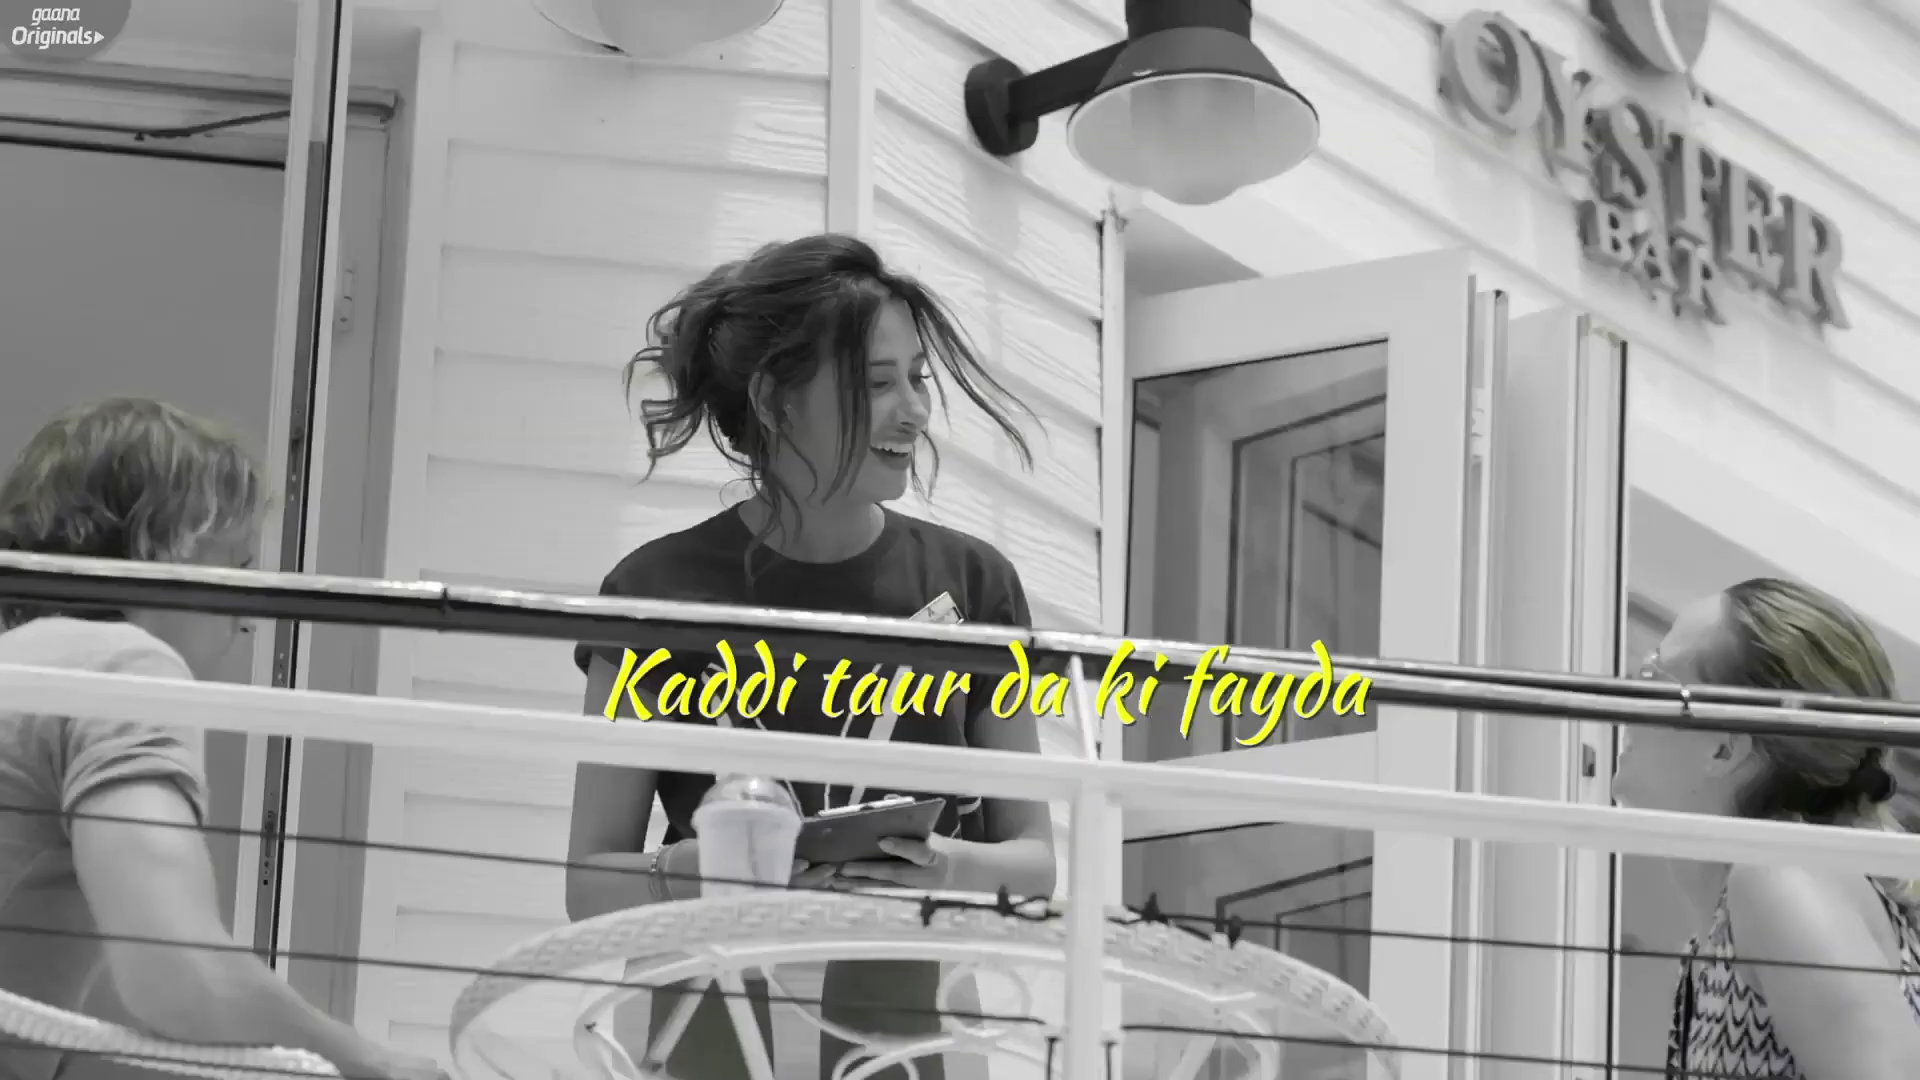 gaana
Originals
OYSTER
BAR
Kaddi taur da ki fayda